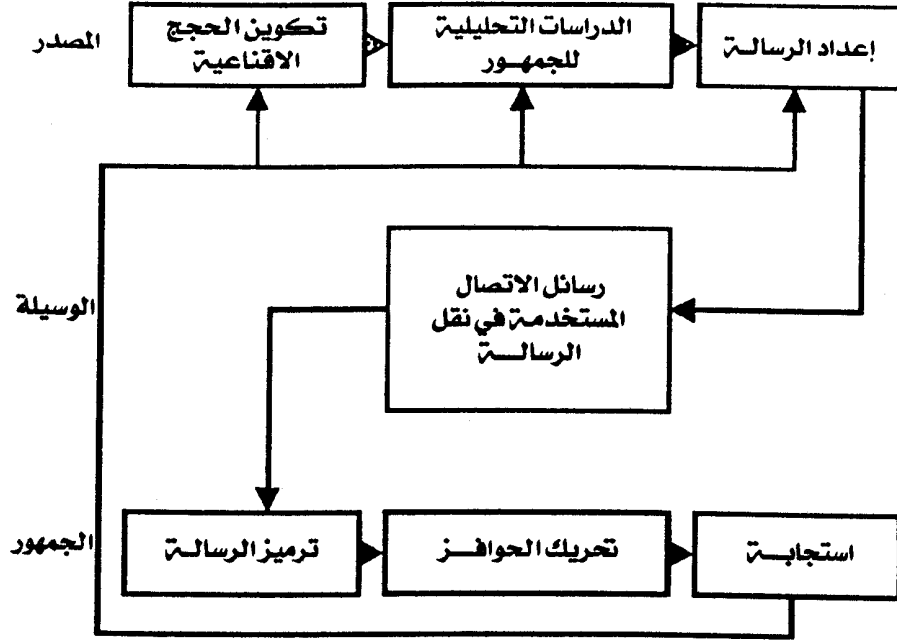 المصدر
تكوين الحجج
الاقناعية
الدراسات التحليلية
للجمهور
إعداد الرسالة
الوسيلة
رسائل الاتصال
المستخدمة في نقل
الرسالة
الجمهور
ترميز الرسالة
تحريك الحوافز
استجابة